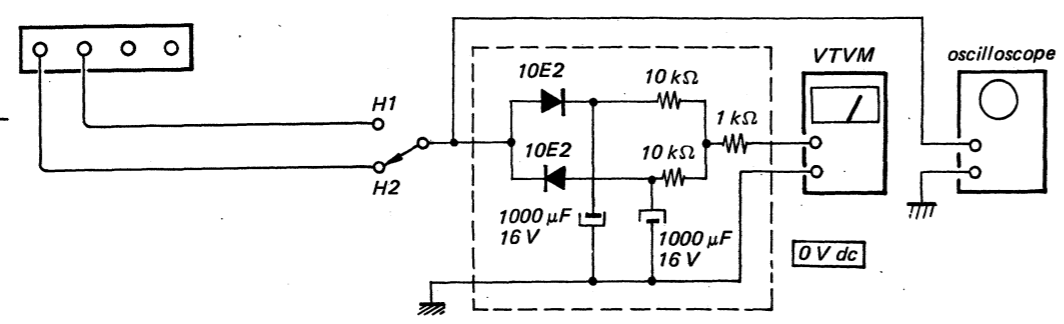 VTVM
oscilloscope
10E2
10 kΩ
H1
1 kΩ
10E2
10 kΩ
H2
1000 μF
16 V
1000 μF
16 V
0 V dc